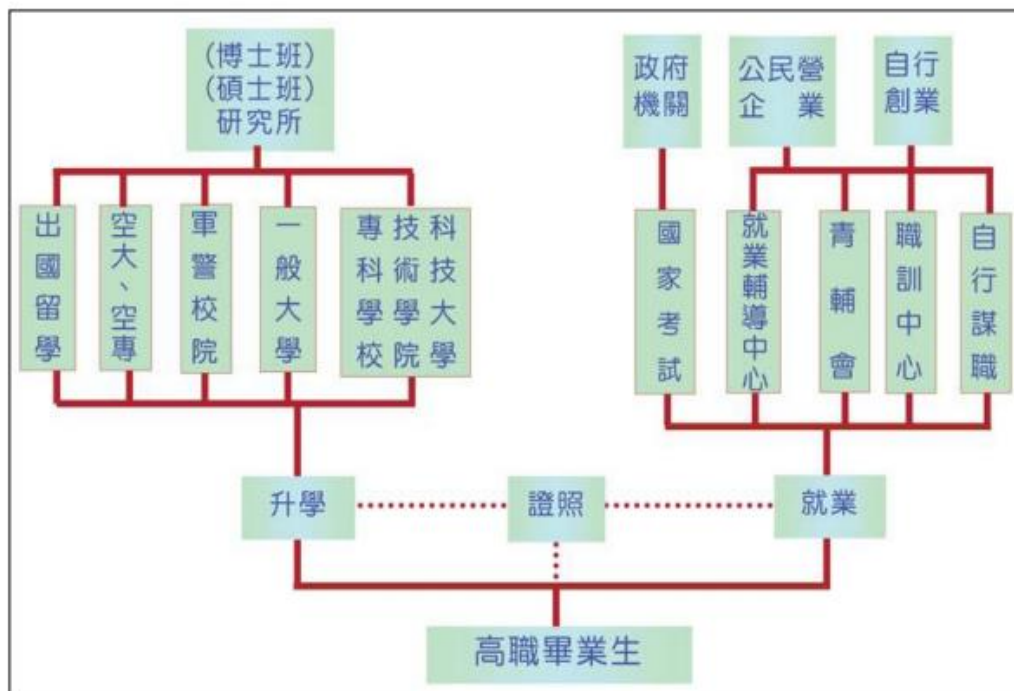 (博士班)
(碩士班)
研究所
政府
機關
公民營
企業
自行
創業
出國留學
空大、空專
軍警校院
一般大學
科技大學
技術學院
專科學校
國家考試
就業輔導中心
青輔會
職訓中心
自行謀職
升學
證照
就業
高職畢業生